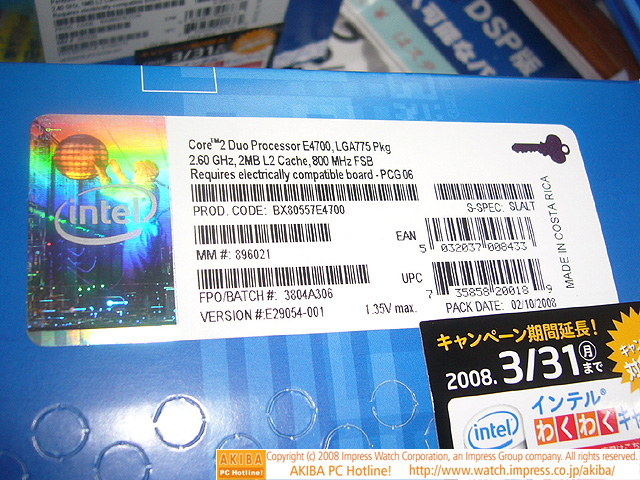 3/31
DSP版
Core™2 Duo Processor E4700, LGA775 Pkg
2.60 GHz, 2MB L2 Cache, 800 MHz FSB
Requires electrically compatible board - PCG 06
PROD. CODE: BX80557E4700
S-SPEC: SLALT
EAN
5 032037 008433
MM #: 896021
UPC
7 35858 20018 9
FPO/BATCH #: 3804A306
VERSION #:E29054-001
1.35V max.
PACK DATE: 02/10/2008
MADE IN COSTA RICA
intel
キャンペーン期間延長!
2008. 3/31 月 まで
intel
インテル®
わくわくキャ
AKIBA
PC Hotline!
Copyright (c) 2008 Impress Watch Corporation, an Impress Group company. All rights reserved.
AKIBA PC Hotline! http://www.watch.impress.co.jp/akiba/